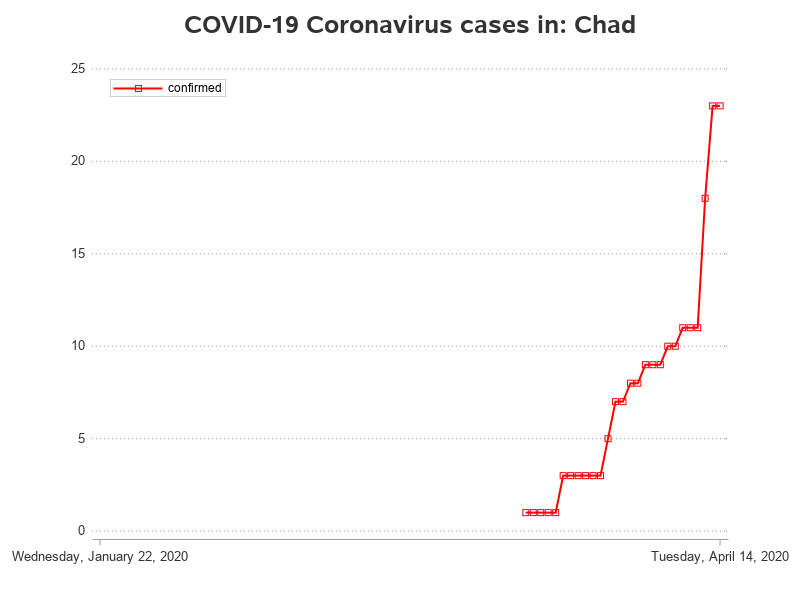 COVID-19 Coronavirus cases in: Chad
25
confirmed
20
15
10
5
0
Wednesday, January 22, 2020
Tuesday, April 14, 2020